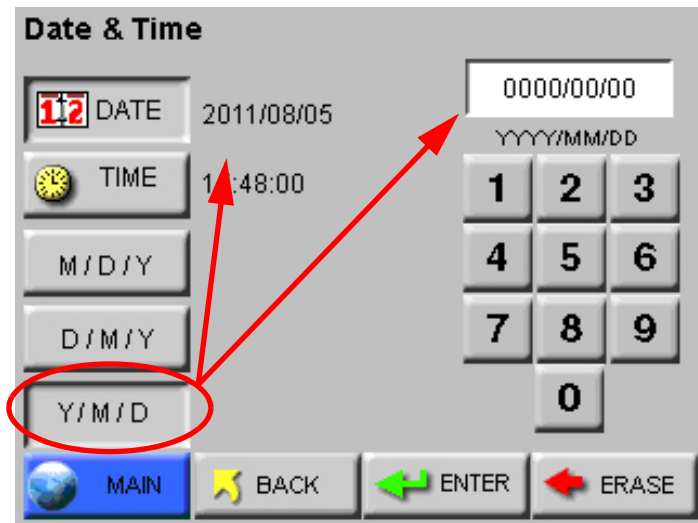 Date & Time
12 DATE
2011/08/05
TIME
:48:00
M/D/Y
D/M/Y
Y/M/D
0000/00/00
YYYY/MM/DD
1 2 3
4 5 6
7 8 9
0
MAIN BACK ENTER ERASE